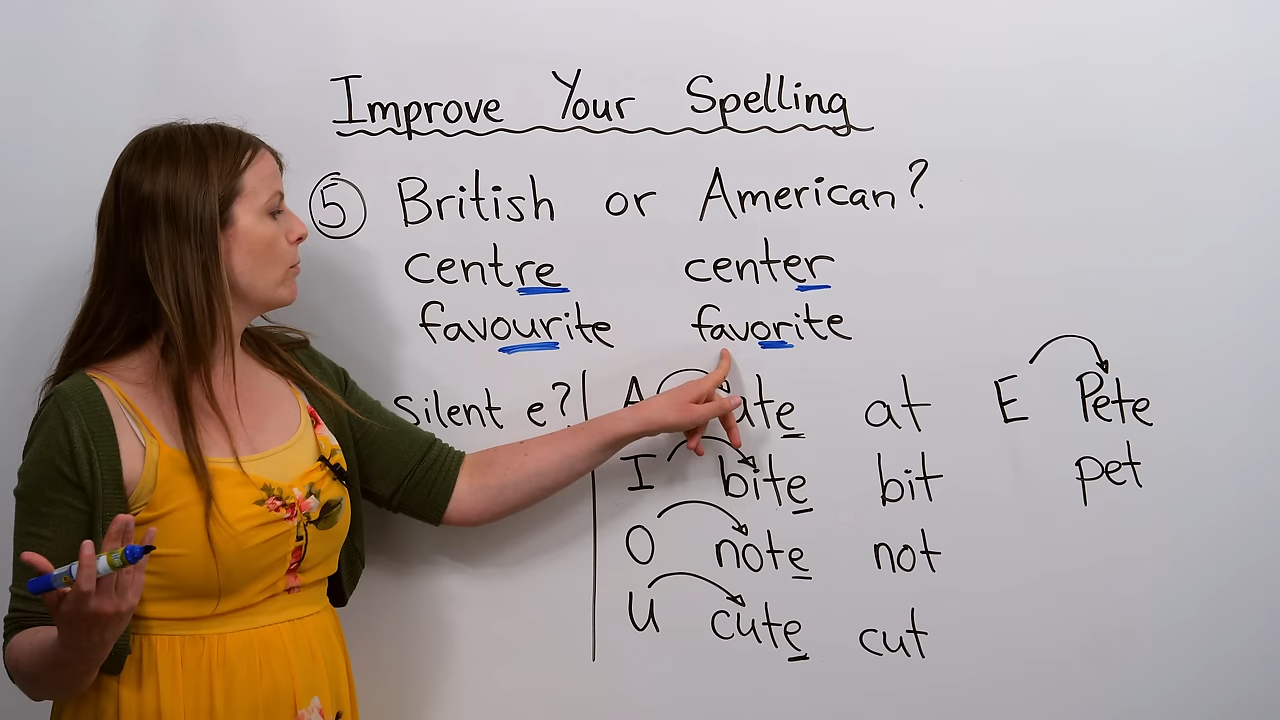 Improve Your Spelling
5 British or American?
centre center
favourite favorite
silent e? A ate at E Pete
I bite bit pet
O note not
U cute cut